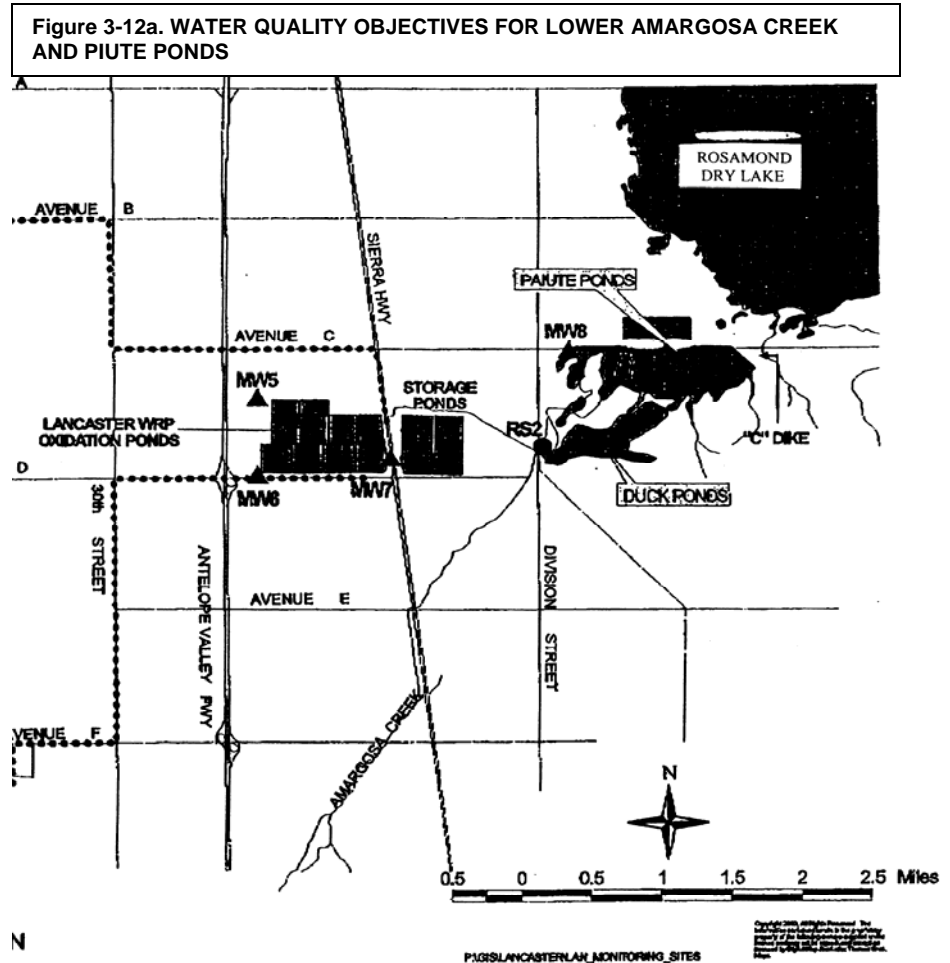 Figure 3-12a. WATER QUALITY OBJECTIVES FOR LOWER AMARGOSA CREEK
AND PIUTE PONDS
A
ROSAMOND
DRY LAKE
AVENUE B
SIERRA HWY
PAIUTE PONDS
AVENUE C
MW8
MW5
STORAGE
PONDS
LANCASTER WRP
OXIDATION PONDS
RS2
"C" DIKE
D
MW6
MW7
DUCK PONDS
30th
STREET
ANTELOPE VALLEY
FWY
DIVISION
STREET
AVENUE E
AMARGOSA CREEK
VENUE F
N
0.5 0 0.5 1 1.5 2 2.5 Miles
N